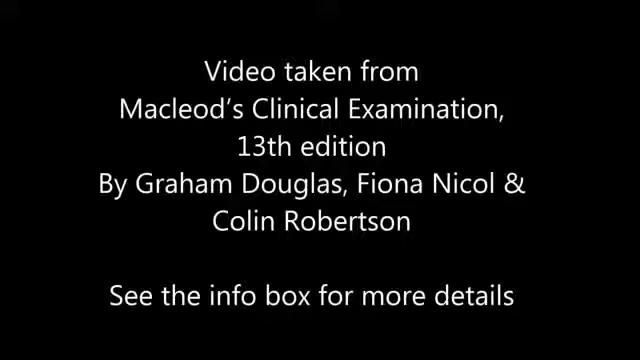 Video taken from
Macleod’s Clinical Examination,
13th edition
By Graham Douglas, Fiona Nicol &
Colin Robertson
See the info box for more details